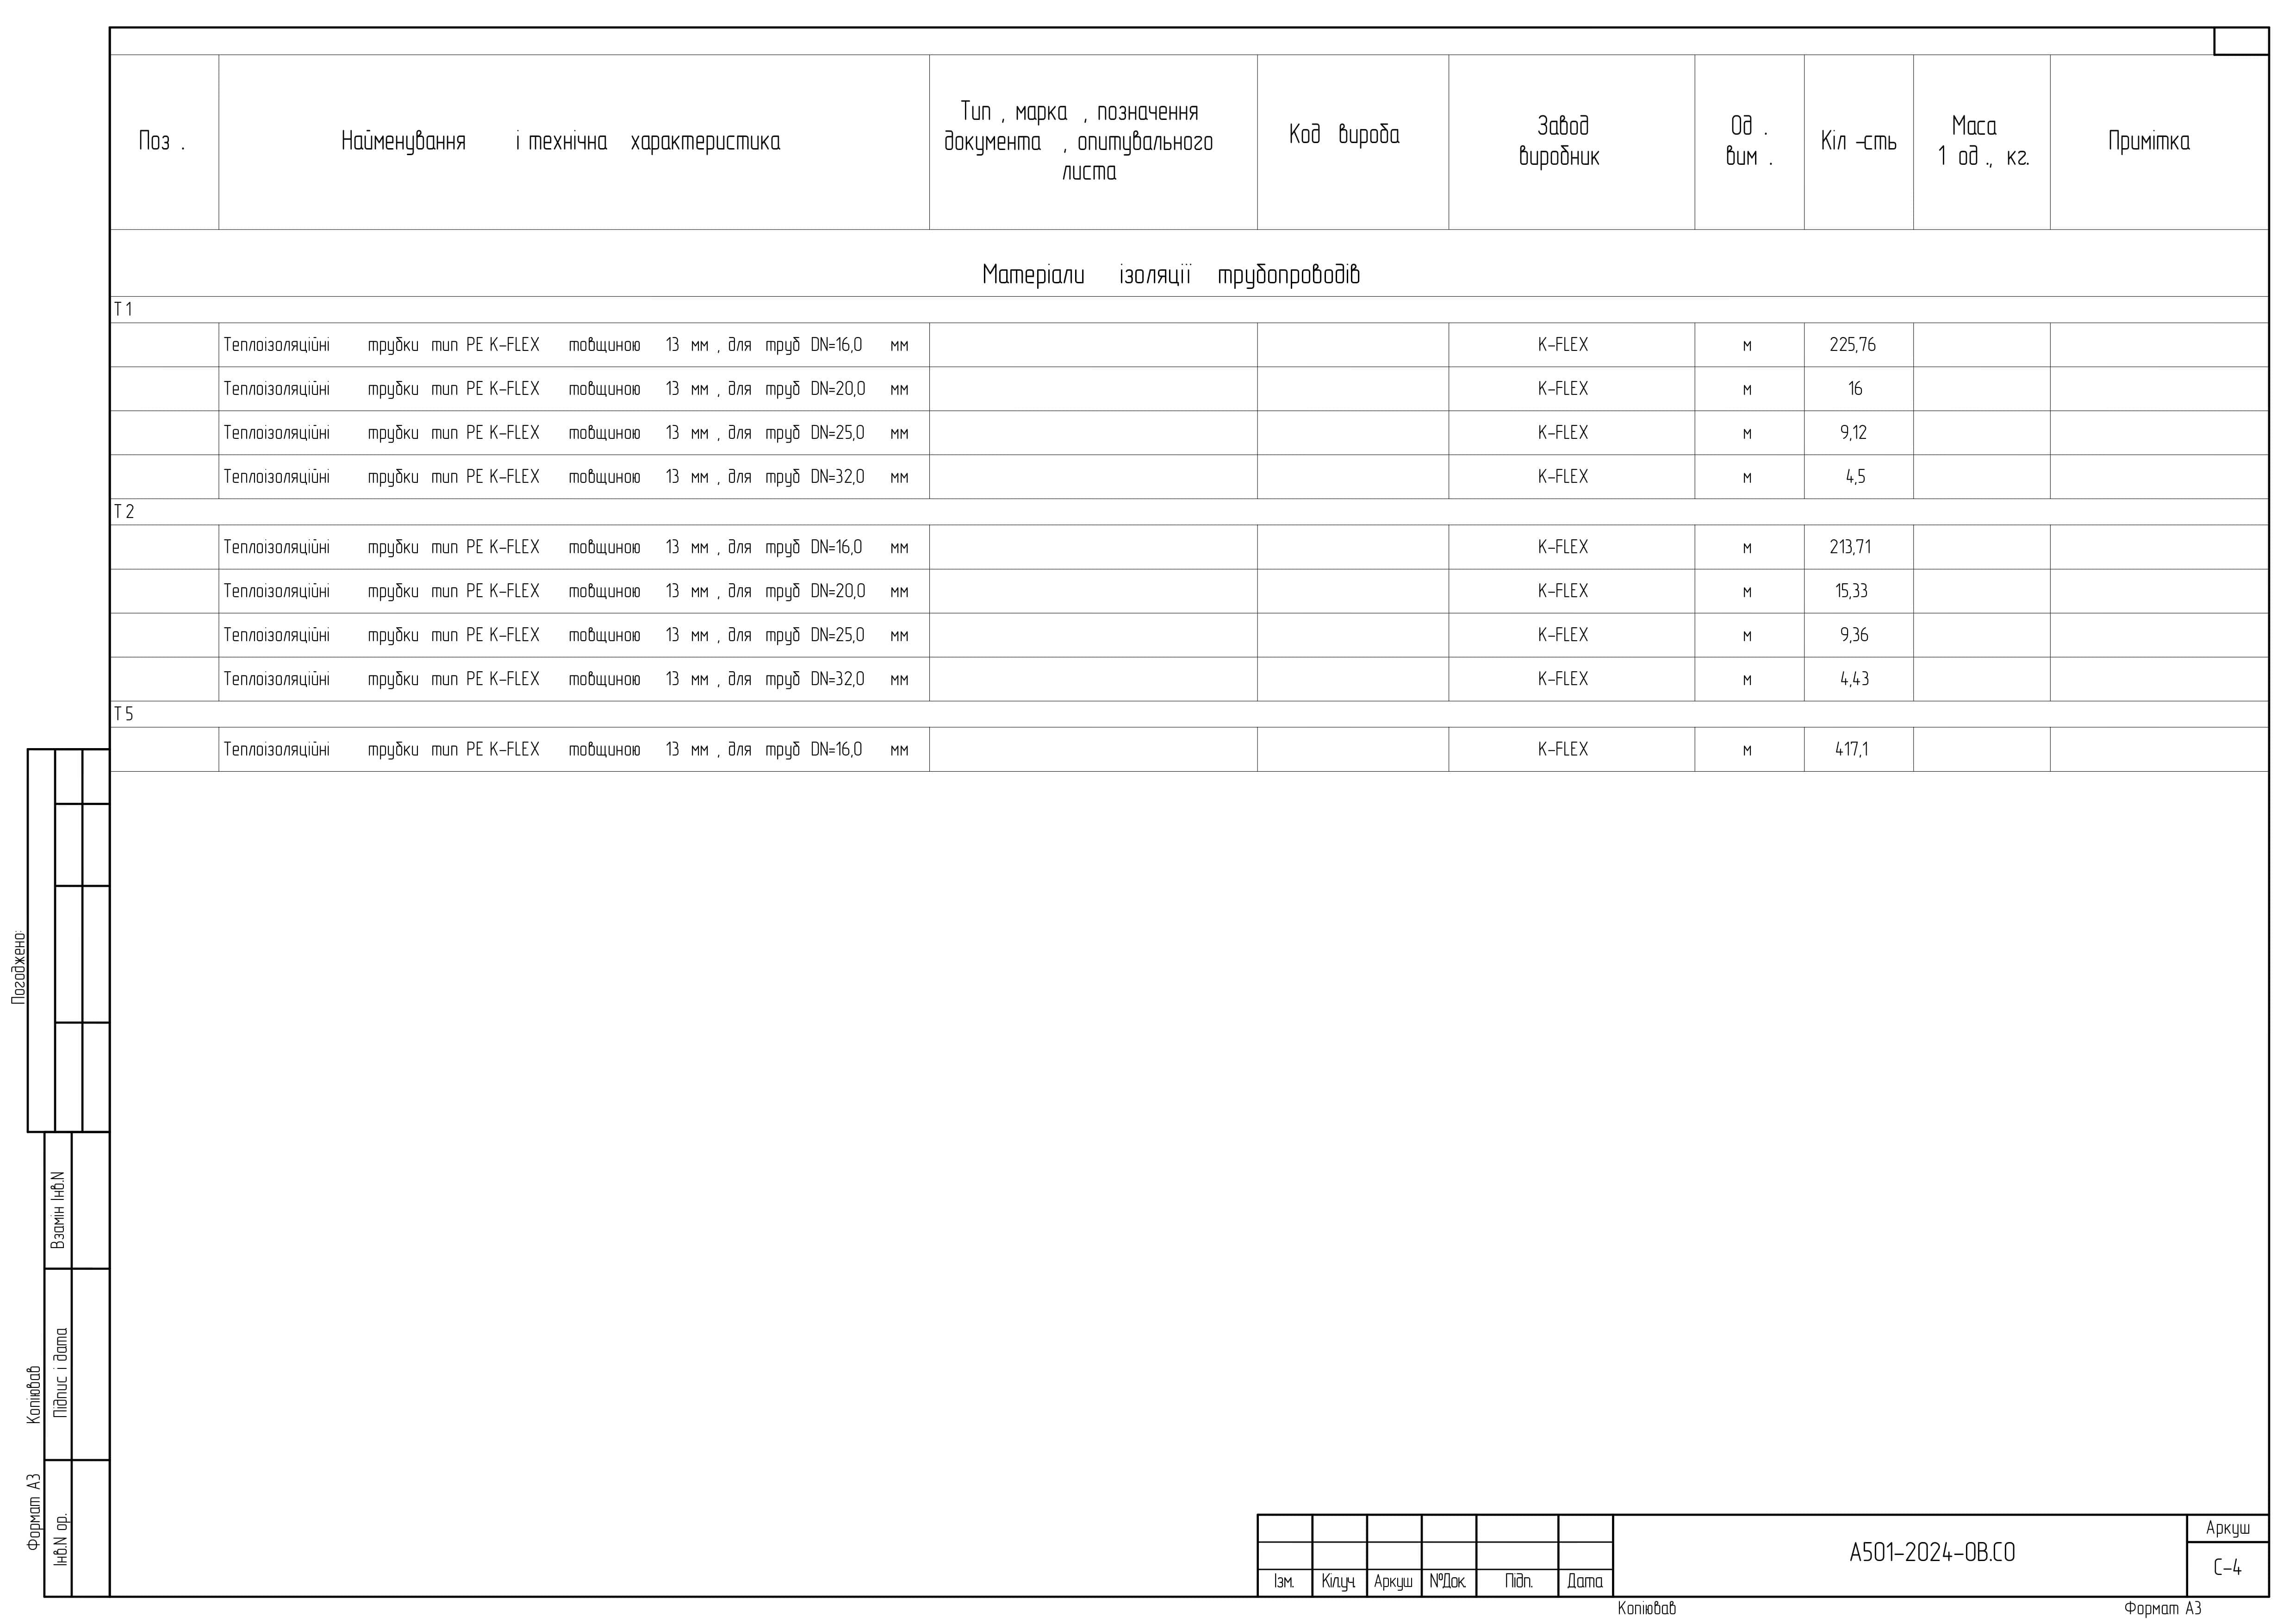 Поз. Найменування і технічна характеристика Тип, марка, позначення документа, опитувального листа Код вироба Завод виробник Од. вим. Кіл-сть Маса 1 од., кг. Примітка
Матеріали ізоляції трубопроводів
Т1
Теплоізоляційні трубки тип PE K-FLEX товщиною 13 мм, для труб DN=16,0 мм K-FLEX м 225,76
Теплоізоляційні трубки тип PE K-FLEX товщиною 13 мм, для труб DN=20,0 мм K-FLEX м 16
Теплоізоляційні трубки тип PE K-FLEX товщиною 13 мм, для труб DN=25,0 мм K-FLEX м 9,12
Теплоізоляційні трубки тип PE K-FLEX товщиною 13 мм, для труб DN=32,0 мм K-FLEX м 4,5
Т2
Теплоізоляційні трубки тип PE K-FLEX товщиною 13 мм, для труб DN=16,0 мм K-FLEX м 213,71
Теплоізоляційні трубки тип PE K-FLEX товщиною 13 мм, для труб DN=20,0 мм K-FLEX м 15,33
Теплоізоляційні трубки тип PE K-FLEX товщиною 13 мм, для труб DN=25,0 мм K-FLEX м 9,36
Теплоізоляційні трубки тип PE K-FLEX товщиною 13 мм, для труб DN=32,0 мм K-FLEX м 4,43
Т5
Теплоізоляційні трубки тип PE K-FLEX товщиною 13 мм, для труб DN=16,0 мм K-FLEX м 417,1
Погоджено:
Взамін Інв.N
Підпис і дата
Копіював
Інв.N ор.
Формат А3
Ізм. Кіл.уч. Аркуш №Док. Підп. Дата
А501-2024-ОВ.СО
Аркуш
С-4
Копіював Формат А3